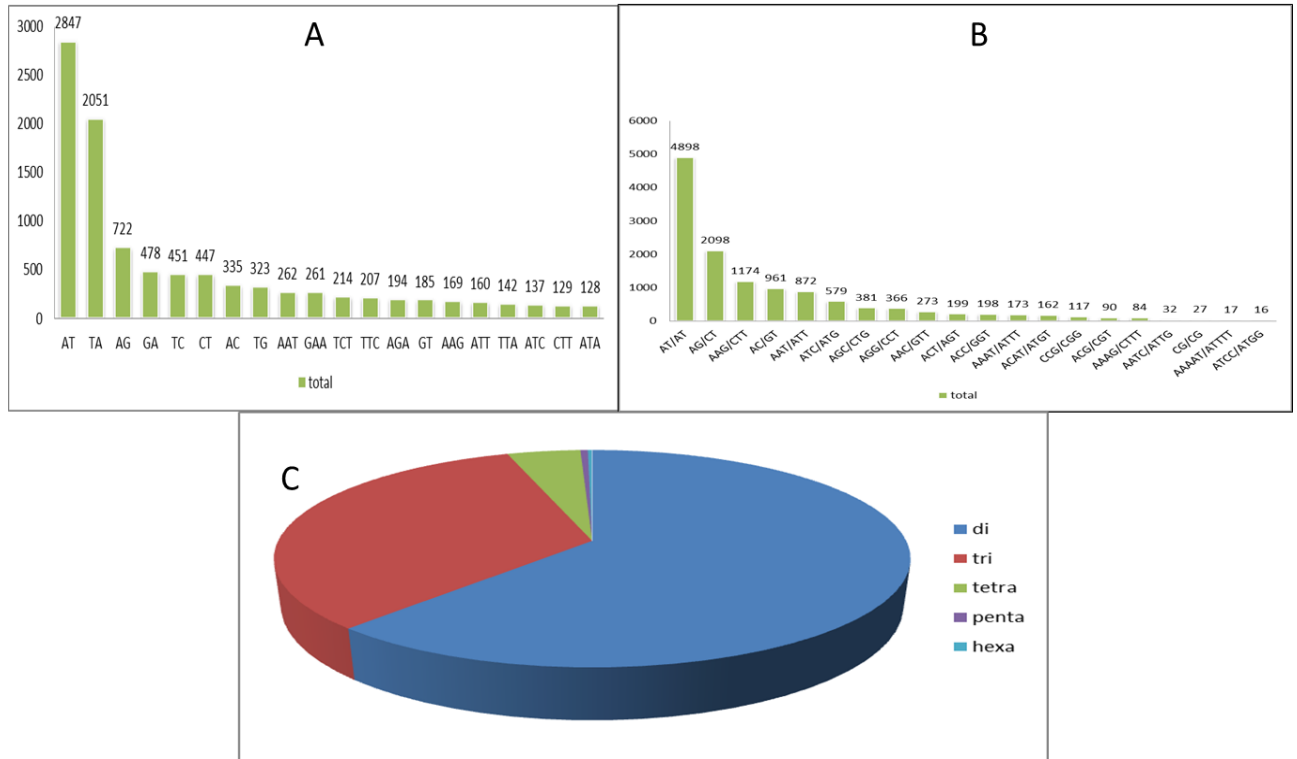 A
3000
2500
2000
1500
1000
500
0
2847
2051
722
478
451
447
335
323
262
261
214
207
194
185
169
160
142
137
129
128
AT TA AG GA TC CT AC TG AAT GAA TCT TTC AGA GT AAG ATT TTA ATC CTT ATA
total
B
6000
5000
4000
3000
2000
1000
0
4898
2098
1174
961
872
579
381
366
273
199
198
173
162
117
90
84
32
27
17
16
AT/AT
AG/CT
AAG/CTT
AC/GT
AAT/ATT
ATC/ATG
AGC/CTG
AGG/CCT
AAC/GTT
ACT/AGT
ACC/GGT
AAAT/ATTT
ACAT/ATGT
CCG/CGG
ACG/CGT
AAAG/CTTT
AATC/ATTG
CG/CG
AAAAT/ATTTT
ATCC/ATGG
total
C
di
tri
tetra
penta
hexa